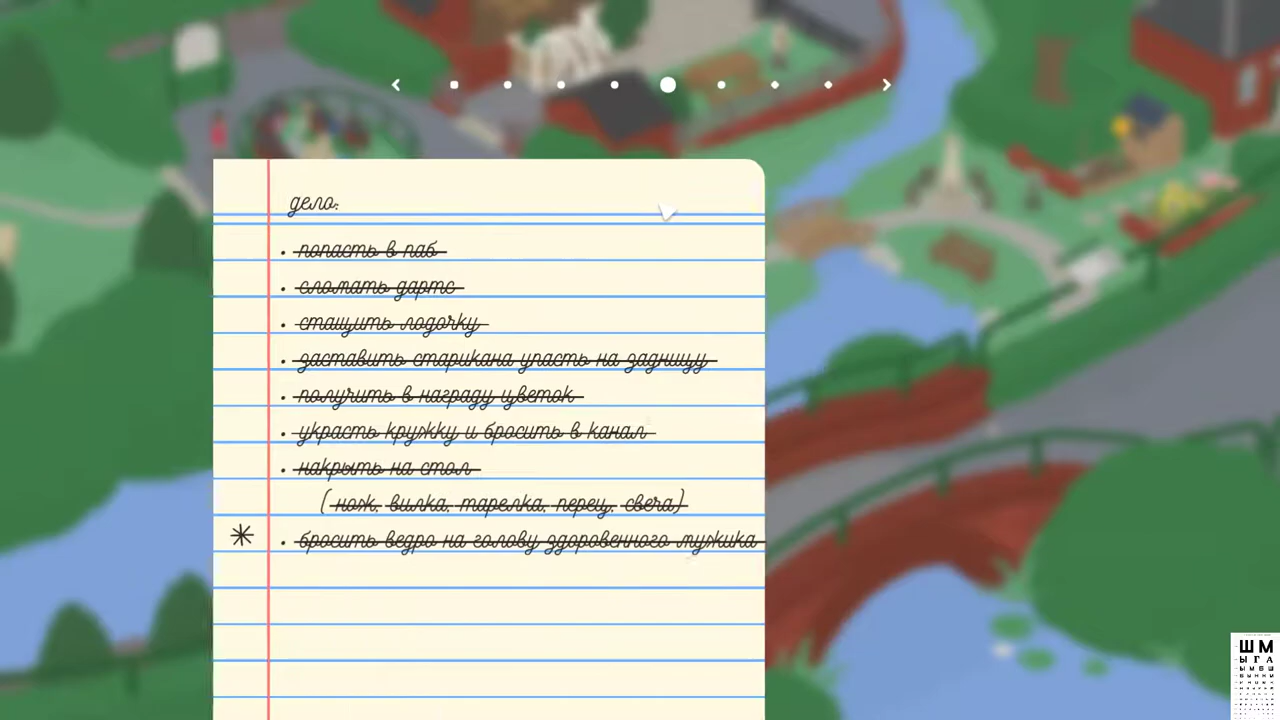 дело:
• попасть в паб
• сломать дартс
• стащить лодочку
• заставить старикана упасть на задницу
• получить в награду цветок
• украсть кружку и бросить в канал
• накрыть на стол
(нож, вилка, тарелка, перец, свеча)
• бросить ведро на голову здоровенного мужика
Ш М
Ы Г А
Ы М Б Ш
Б Ы Н К И